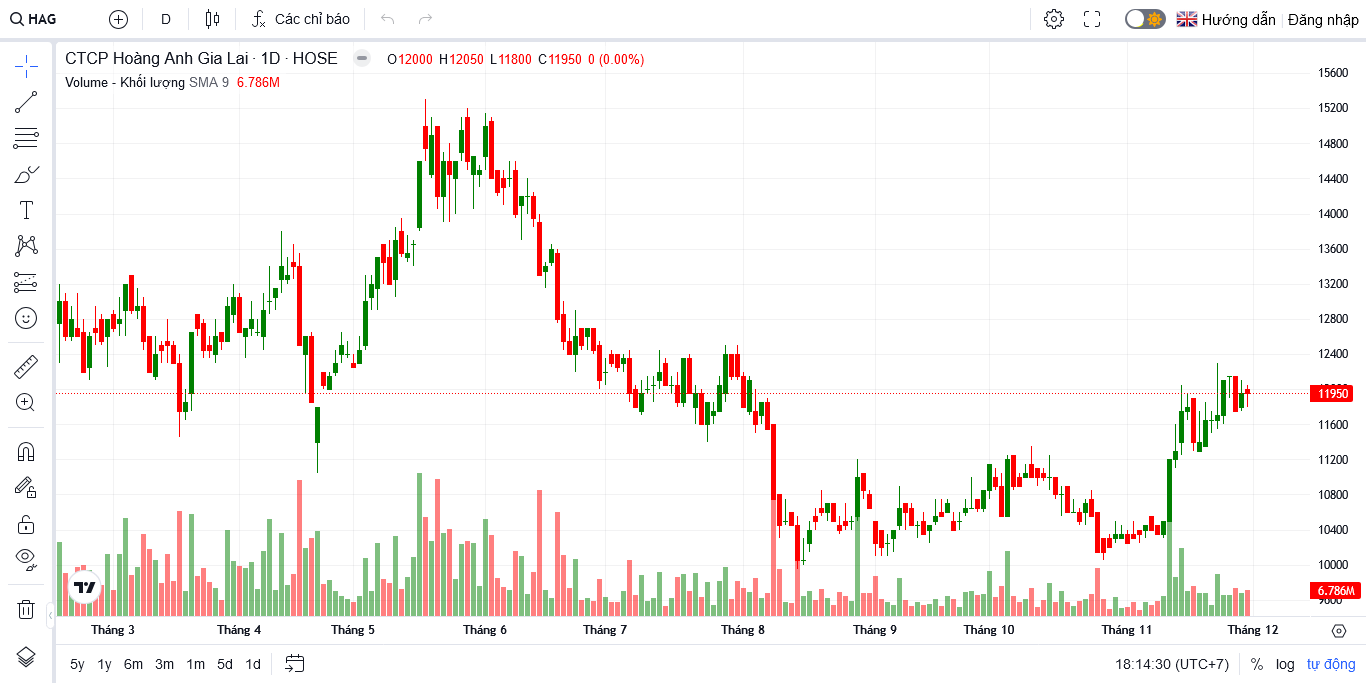 HAG D Các chỉ báo Hướng dẫn Đăng nhập
CTCP Hoàng Anh Gia Lai · 1D · HOSE O12000 H12050 L11800 C11950 0 (0.00%)
Volume - Khối lượng SMA 9 6.786M
15600
15200
14800
14400
14000
13600
13200
12800
12400
11950
11600
11200
10800
10400
10000
6.786M
9600
Tháng 3 Tháng 4 Tháng 5 Tháng 6 Tháng 7 Tháng 8 Tháng 9 Tháng 10 Tháng 11 Tháng 12
5y 1y 6m 3m 1m 5d 1d 18:14:30 (UTC+7) % log tự động